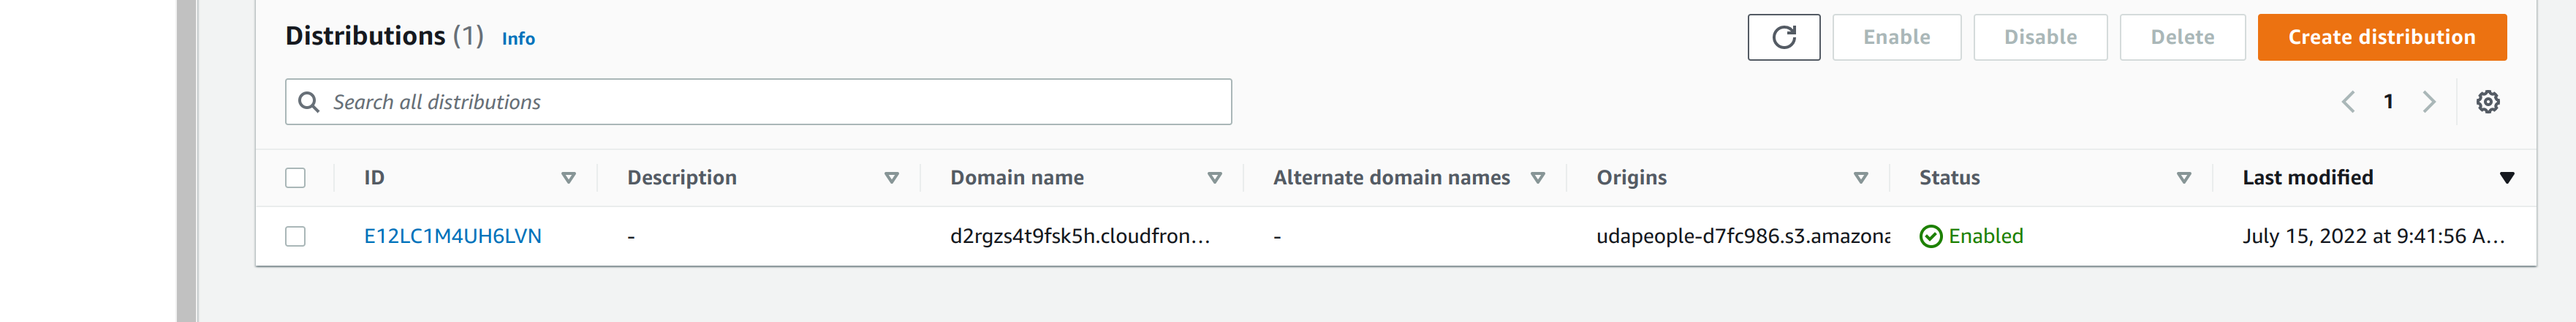 Distributions (1) Info
Enable
Disable
Delete
Create distribution
Search all distributions
1
ID Description Domain name Alternate domain names Origins Status Last modified
E12LC1M4UH6LVN - d2rgzs4t9fsk5h.cloudfron... - udapeople-d7fc986.s3.amazona Enabled July 15, 2022 at 9:41:56 A...